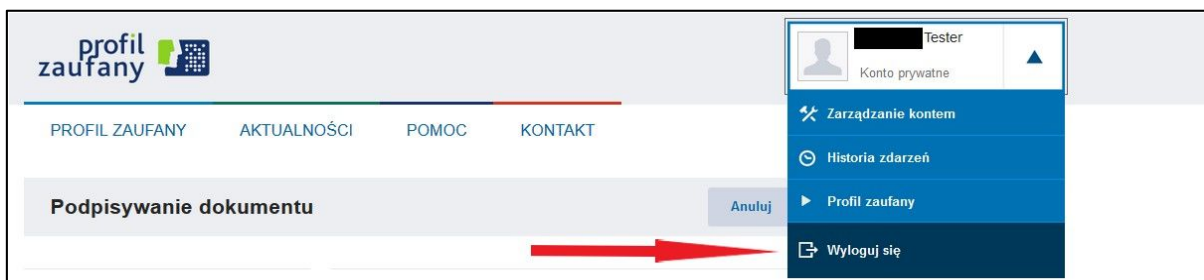 profil
zaufany
Tester
Konto prywatne
PROFIL ZAUFANY AKTUALNOŚCI POMOC KONTAKT
Zarządzanie kontem
Historia zdarzeń
Podpisywanie dokumentu
Anuluj
Profil zaufany
Wyloguj się